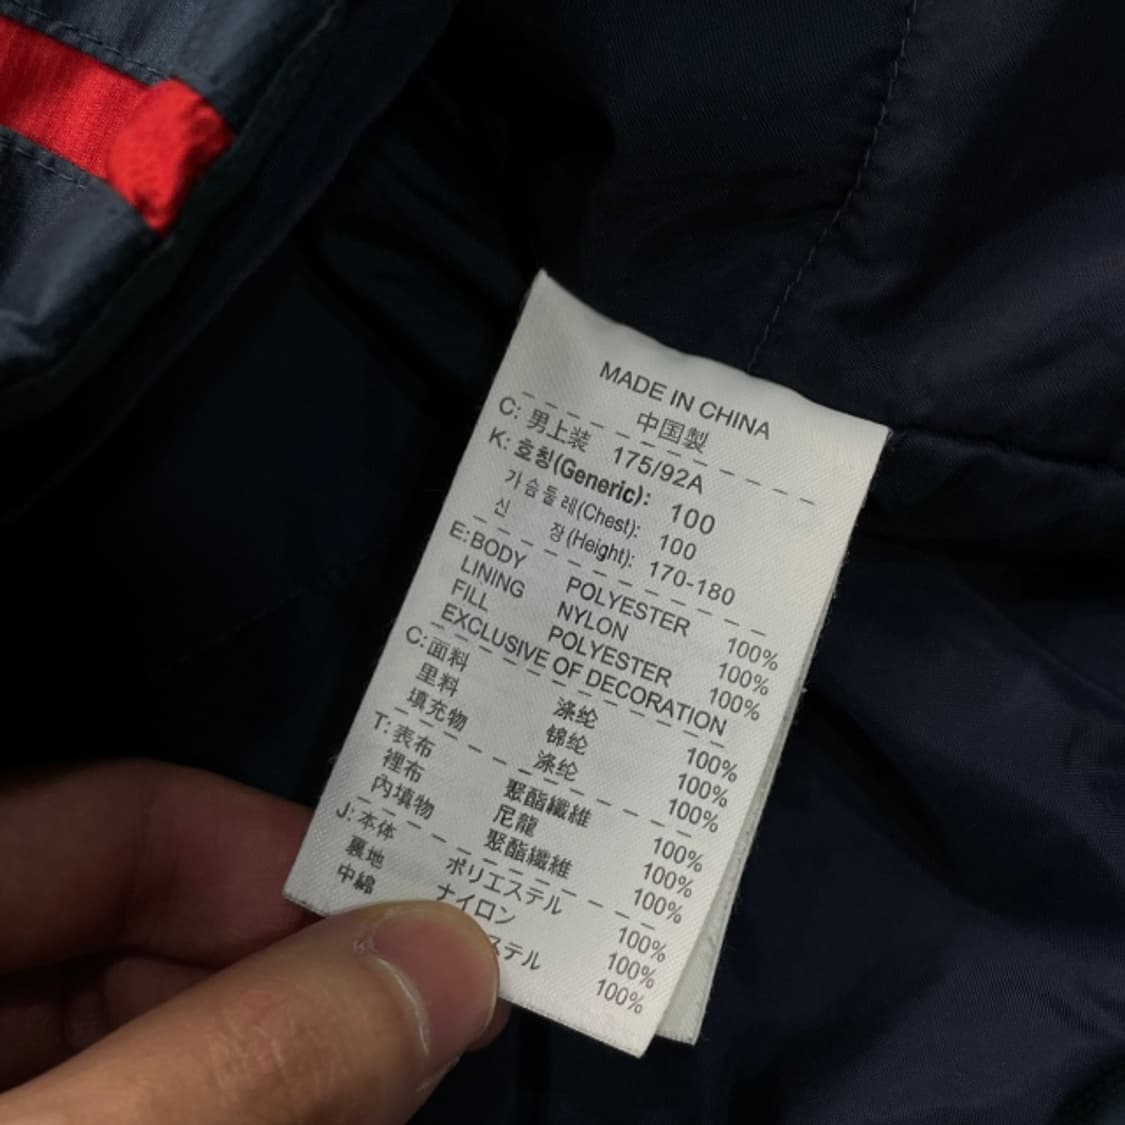 MADE IN CHINA
中国製
C: 男上装 175/92A
K: 호칭(Generic): 100
가슴둘레(Chest): 100
신 장(Height): 170-180
E: BODY POLYESTER 100%
LINING NYLON 100%
FILL POLYESTER 100%
EXCLUSIVE OF DECORATION
C: 面料 涤纶 100%
里料 锦纶 100%
填充物 涤纶 100%
T: 表布 聚酯纖維 100%
裡布 尼龍 100%
內填物 聚酯纖維 100%
J: 本体 ポリエステル 100%
裏地 ナイロン 100%
中綿 ステル 100%